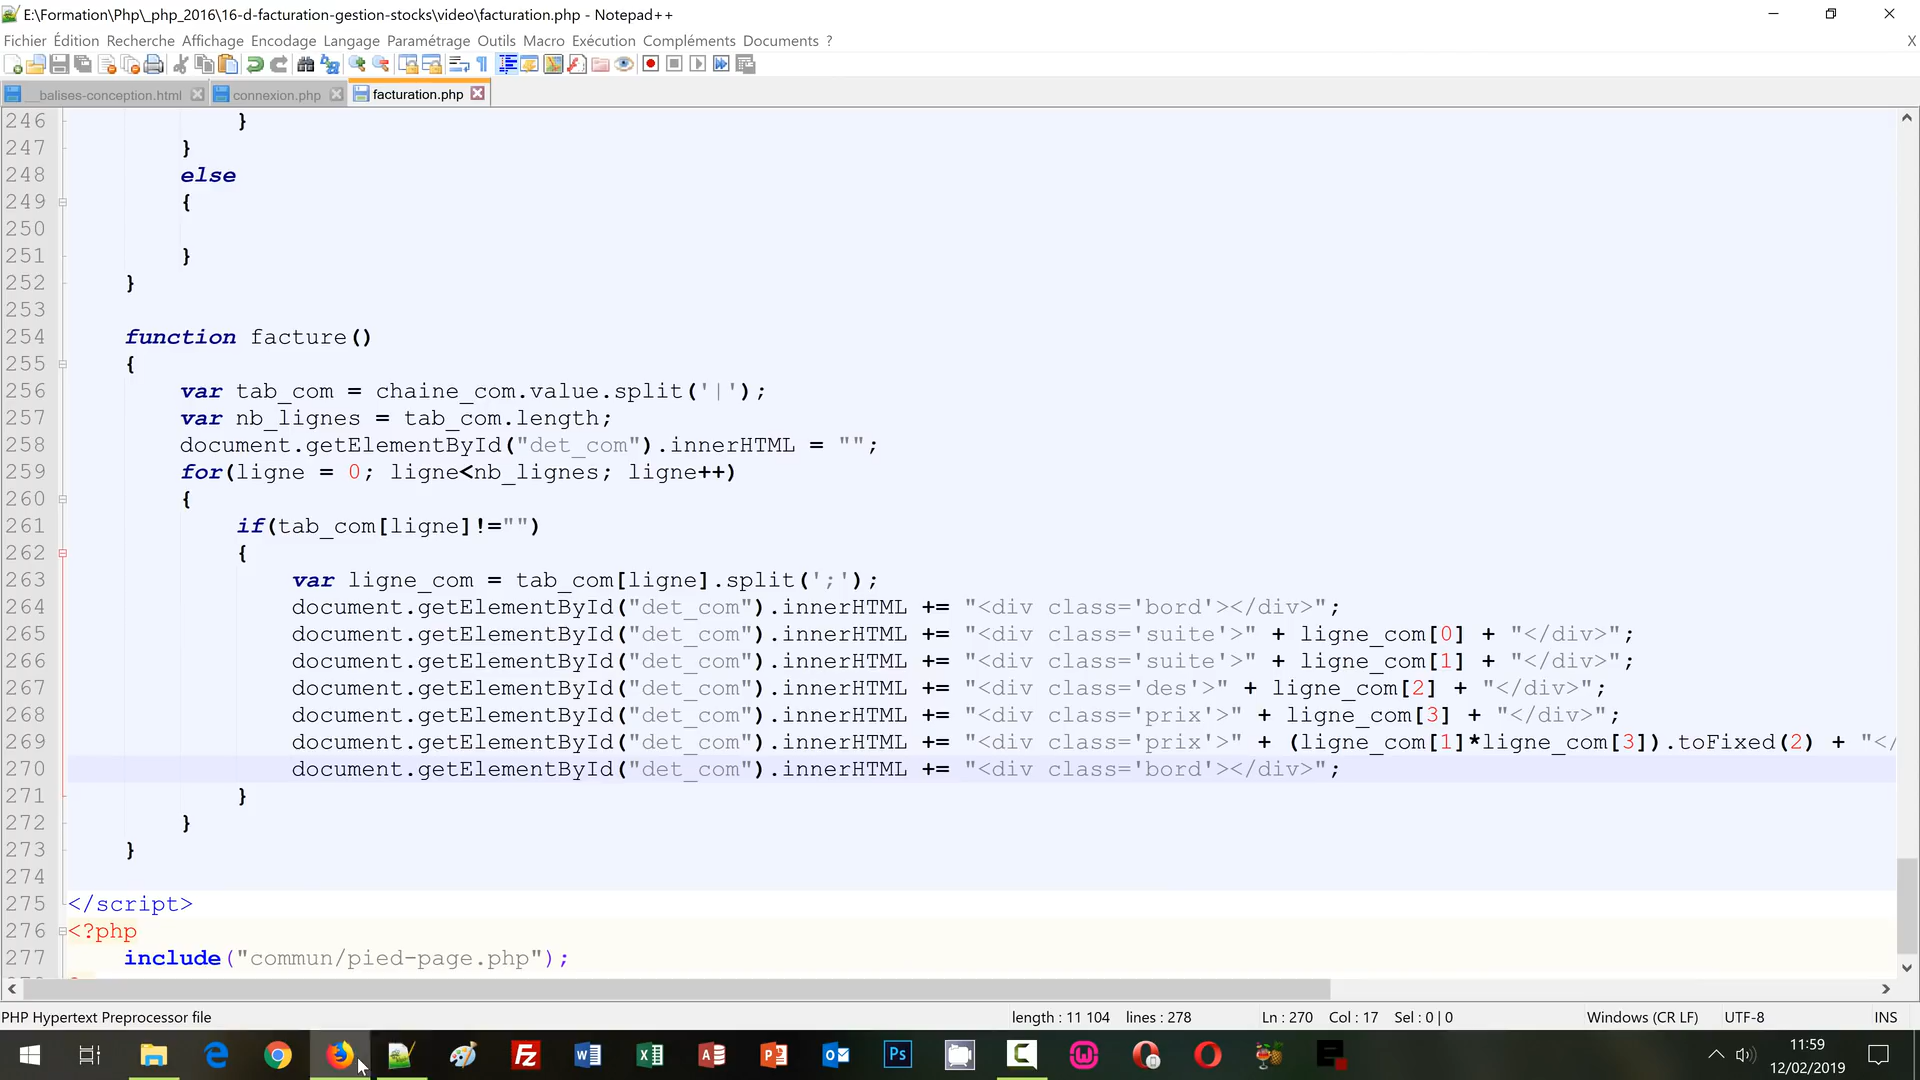 E:\Formation\Php\_php_2016\16-d-facturation-gestion-stocks\video\facturation.php - Notepad++
Fichier Édition Recherche Affichage Encodage Langage Paramétrage Outils Macro Exécution Compléments Documents ?
X
__balises-conception.html connexion.php facturation.php
246 }
247 }
248 else
249 {
250
251 }
252 }
253
254 function facture()
255 {
256 var tab_com = chaine_com.value.split('|');
257 var nb_lignes = tab_com.length;
258 document.getElementById("det_com").innerHTML = "";
259 for(ligne = 0; ligne<nb_lignes; ligne++)
260 {
261 if(tab_com[ligne]!="")
262 {
263 var ligne_com = tab_com[ligne].split(';');
264 document.getElementById("det_com").innerHTML += "<div class='bord'></div>";
265 document.getElementById("det_com").innerHTML += "<div class='suite'>" + ligne_com[0] + "</div>";
266 document.getElementById("det_com").innerHTML += "<div class='suite'>" + ligne_com[1] + "</div>";
267 document.getElementById("det_com").innerHTML += "<div class='des'>" + ligne_com[2] + "</div>";
268 document.getElementById("det_com").innerHTML += "<div class='prix'>" + ligne_com[3] + "</div>";
269 document.getElementById("det_com").innerHTML += "<div class='prix'>" + (ligne_com[1]*ligne_com[3]).toFixed(2) + "</
270 document.getElementById("det_com").innerHTML += "<div class='bord'></div>";
271 }
272 }
273 }
274
275 </script>
276 <?php
277 include("commun/pied-page.php");
PHP Hypertext Preprocessor file length : 11 104 lines : 278 Ln : 270 Col : 17 Sel : 0 | 0 Windows (CR LF) UTF-8 INS
11:59
12/02/2019